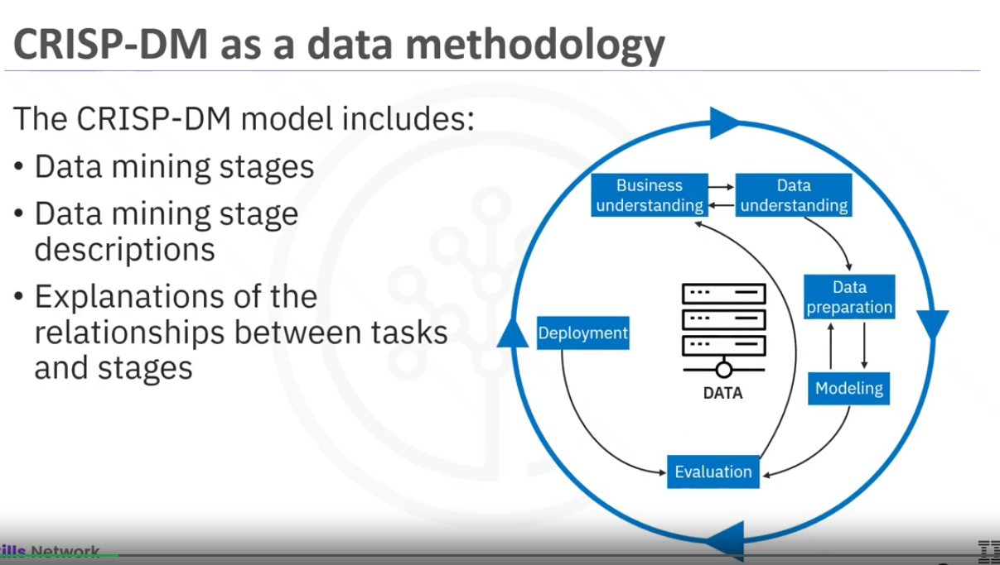 CRISP-DM as a data methodology
The CRISP-DM model includes:
• Data mining stages
• Data mining stage
descriptions
• Explanations of the
relationships between tasks
and stages
Business
understanding
Data
understanding
Data
preparation
Deployment
DATA
Modeling
Evaluation
ills Network